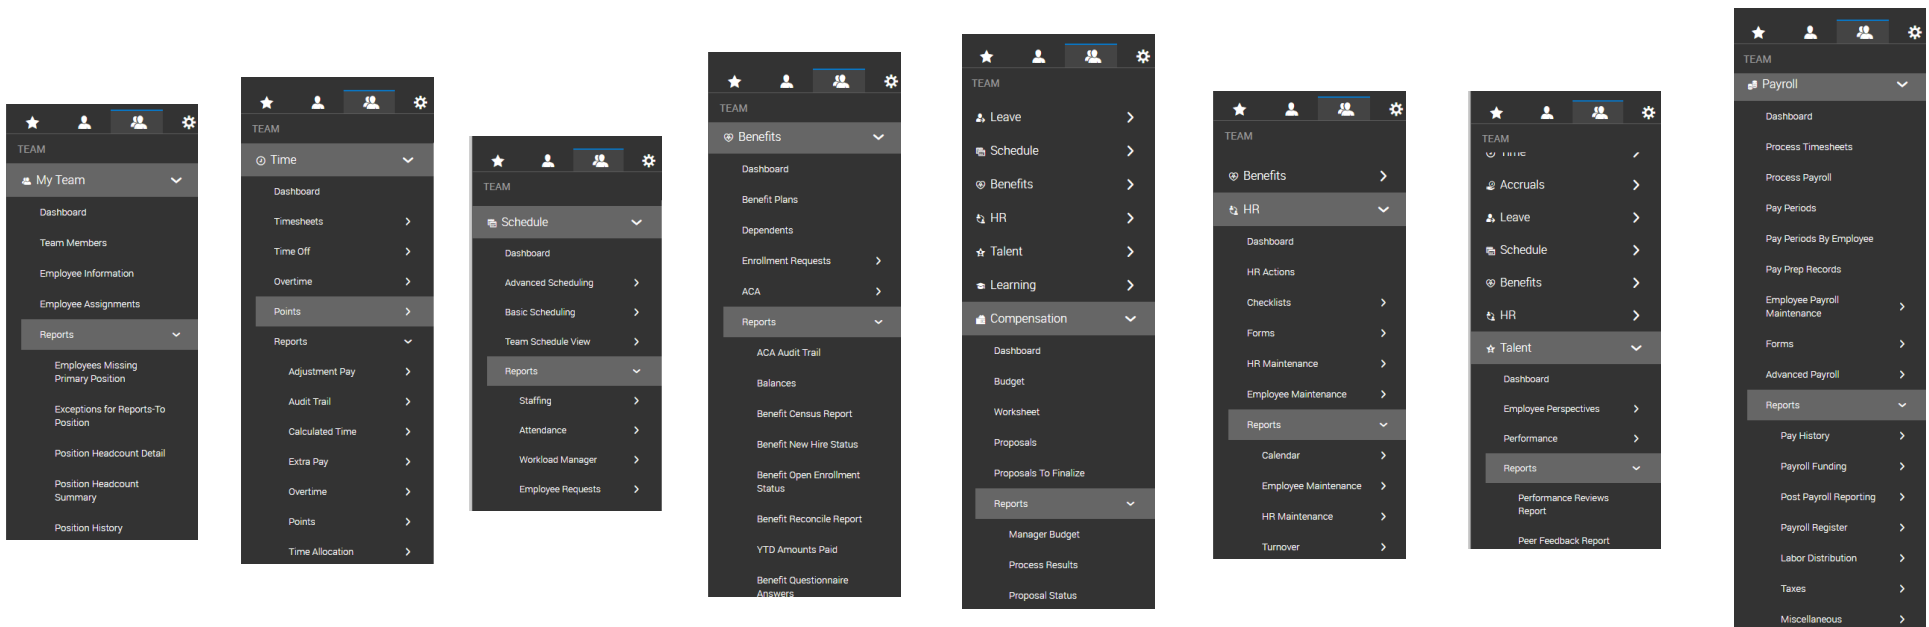 TEAM
My Team
Dashboard
Team Members
Employee Information
Employee Assignments
Reports
Employees Missing
Primary Position
Exceptions for Reports-To
Position
Position Headcount Detail
Position Headcount
Summary
Position History
TEAM
Time
Dashboard
Timesheets
Time Off
Overtime
Points
Reports
Adjustment Pay
Audit Trail
Calculated Time
Extra Pay
Overtime
Points
Time Allocation
TEAM
Schedule
Dashboard
Advanced Scheduling
Basic Scheduling
Team Schedule View
Reports
Staffing
Attendance
Workload Manager
Employee Requests
TEAM
Benefits
Dashboard
Benefit Plans
Dependents
Enrollment Requests
ACA
Reports
ACA Audit Trail
Balances
Benefit Census Report
Benefit New Hire Status
Benefit Open Enrollment
Status
Benefit Reconcile Report
YTD Amounts Paid
Benefit Questionnaire
Answers
TEAM
Leave
Schedule
Benefits
HR
Talent
Learning
Compensation
Dashboard
Budget
Worksheet
Proposals
Proposals To Finalize
Reports
Manager Budget
Process Results
Proposal Status
TEAM
Benefits
HR
Dashboard
HR Actions
Checklists
Forms
HR Maintenance
Employee Maintenance
Reports
Calendar
Employee Maintenance
HR Maintenance
Turnover
TEAM
Time
Accruals
Leave
Schedule
Benefits
HR
Talent
Dashboard
Employee Perspectives
Performance
Reports
Performance Reviews
Report
Peer Feedback Report
TEAM
Payroll
Dashboard
Process Timesheets
Process Payroll
Pay Periods
Pay Periods By Employee
Pay Prep Records
Employee Payroll
Maintenance
Forms
Advanced Payroll
Reports
Pay History
Payroll Funding
Post Payroll Reporting
Payroll Register
Labor Distribution
Taxes
Miscellaneous